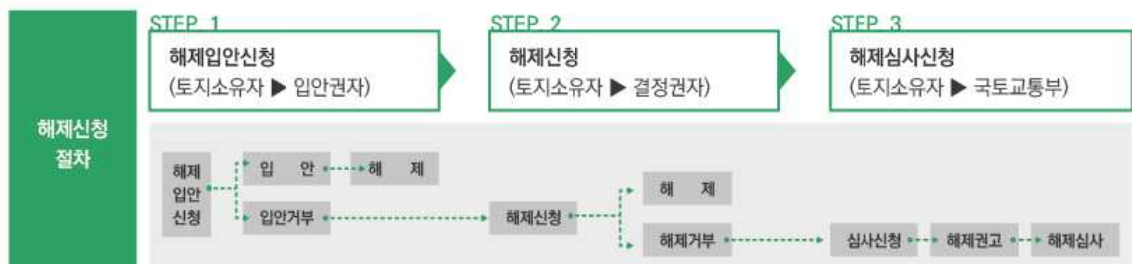 해제신청
절차
STEP. 1
해제입안신청
(토지소유자 ▶ 입안권자)
STEP. 2
해제신청
(토지소유자 ▶ 결정권자)
STEP. 3
해제심사신청
(토지소유자 ▶ 국토교통부)
해제
입안
신청
입 안
해 제
입안거부
해제신청
해 제
해제거부
심사신청
해제권고
해제심사